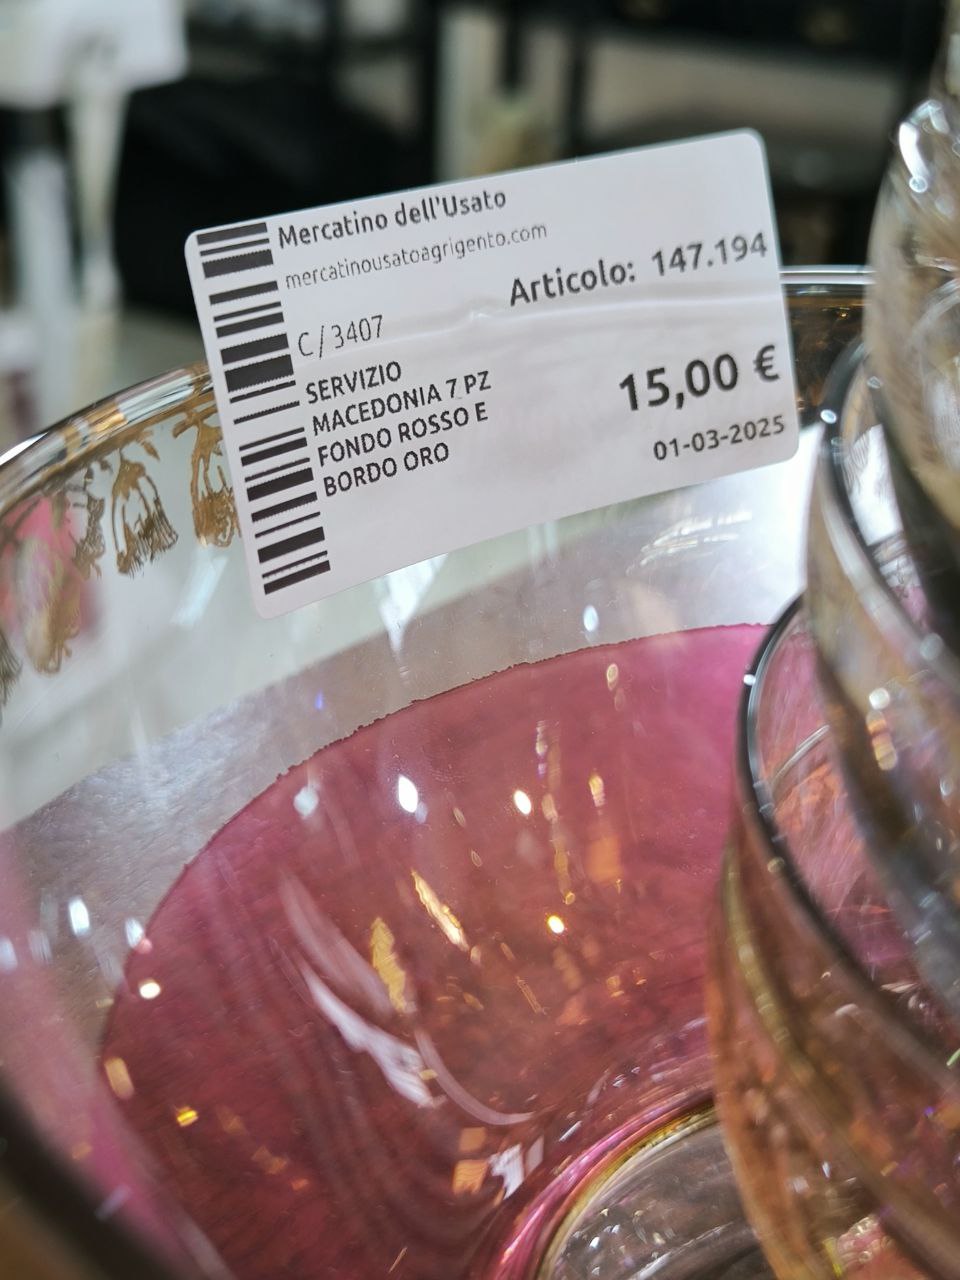 Mercatino dell'Usato
mercatinousatoagrigento.com
Articolo: 147.194
C/3407
SERVIZIO
MACEDONIA 7 PZ
FONDO ROSSO E
BORDO ORO
15,00 €
01-03-2025